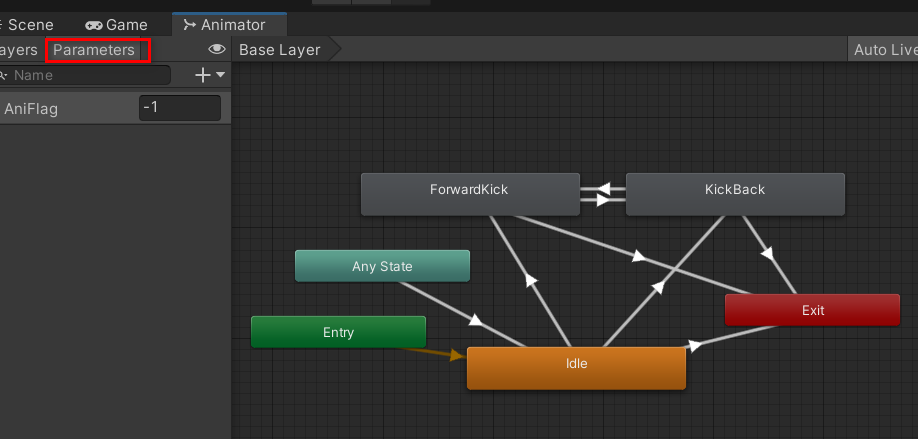 Scene Game Animator
ayers Parameters Base Layer Auto Live
Name
AniFlag -1
ForwardKick KickBack
Any State
Exit
Entry
Idle